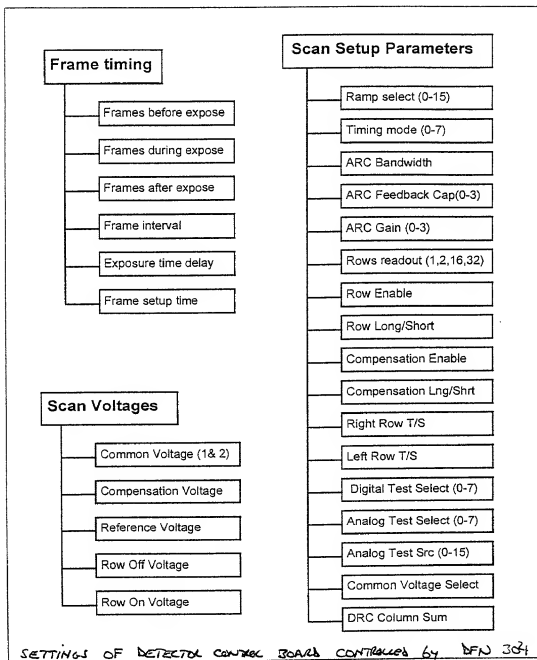 Frame timing
Frames before expose
Frames during expose
Frames after expose
Frame interval
Exposure time delay
Frame setup time
Scan Voltages
Common Voltage (1& 2)
Compensation Voltage
Reference Voltage
Row Off Voltage
Row On Voltage
Scan Setup Parameters
Ramp select (0-15)
Timing mode (0-7)
ARC Bandwidth
ARC Feedback Cap(0-3)
ARC Gain (0-3)
Rows readout (1,2,16,32)
Row Enable
Row Long/Short
Compensation Enable
Compensation Lng/Shrt
Right Row T/S
Left Row T/S
Digital Test Select (0-7)
Analog Test Select (0-7)
Analog Test Src (0-15)
Common Voltage Select
DRC Column Sum
SETTINGS OF DETECTOR CONTROL BOARD CONTROLLED by DFN 304